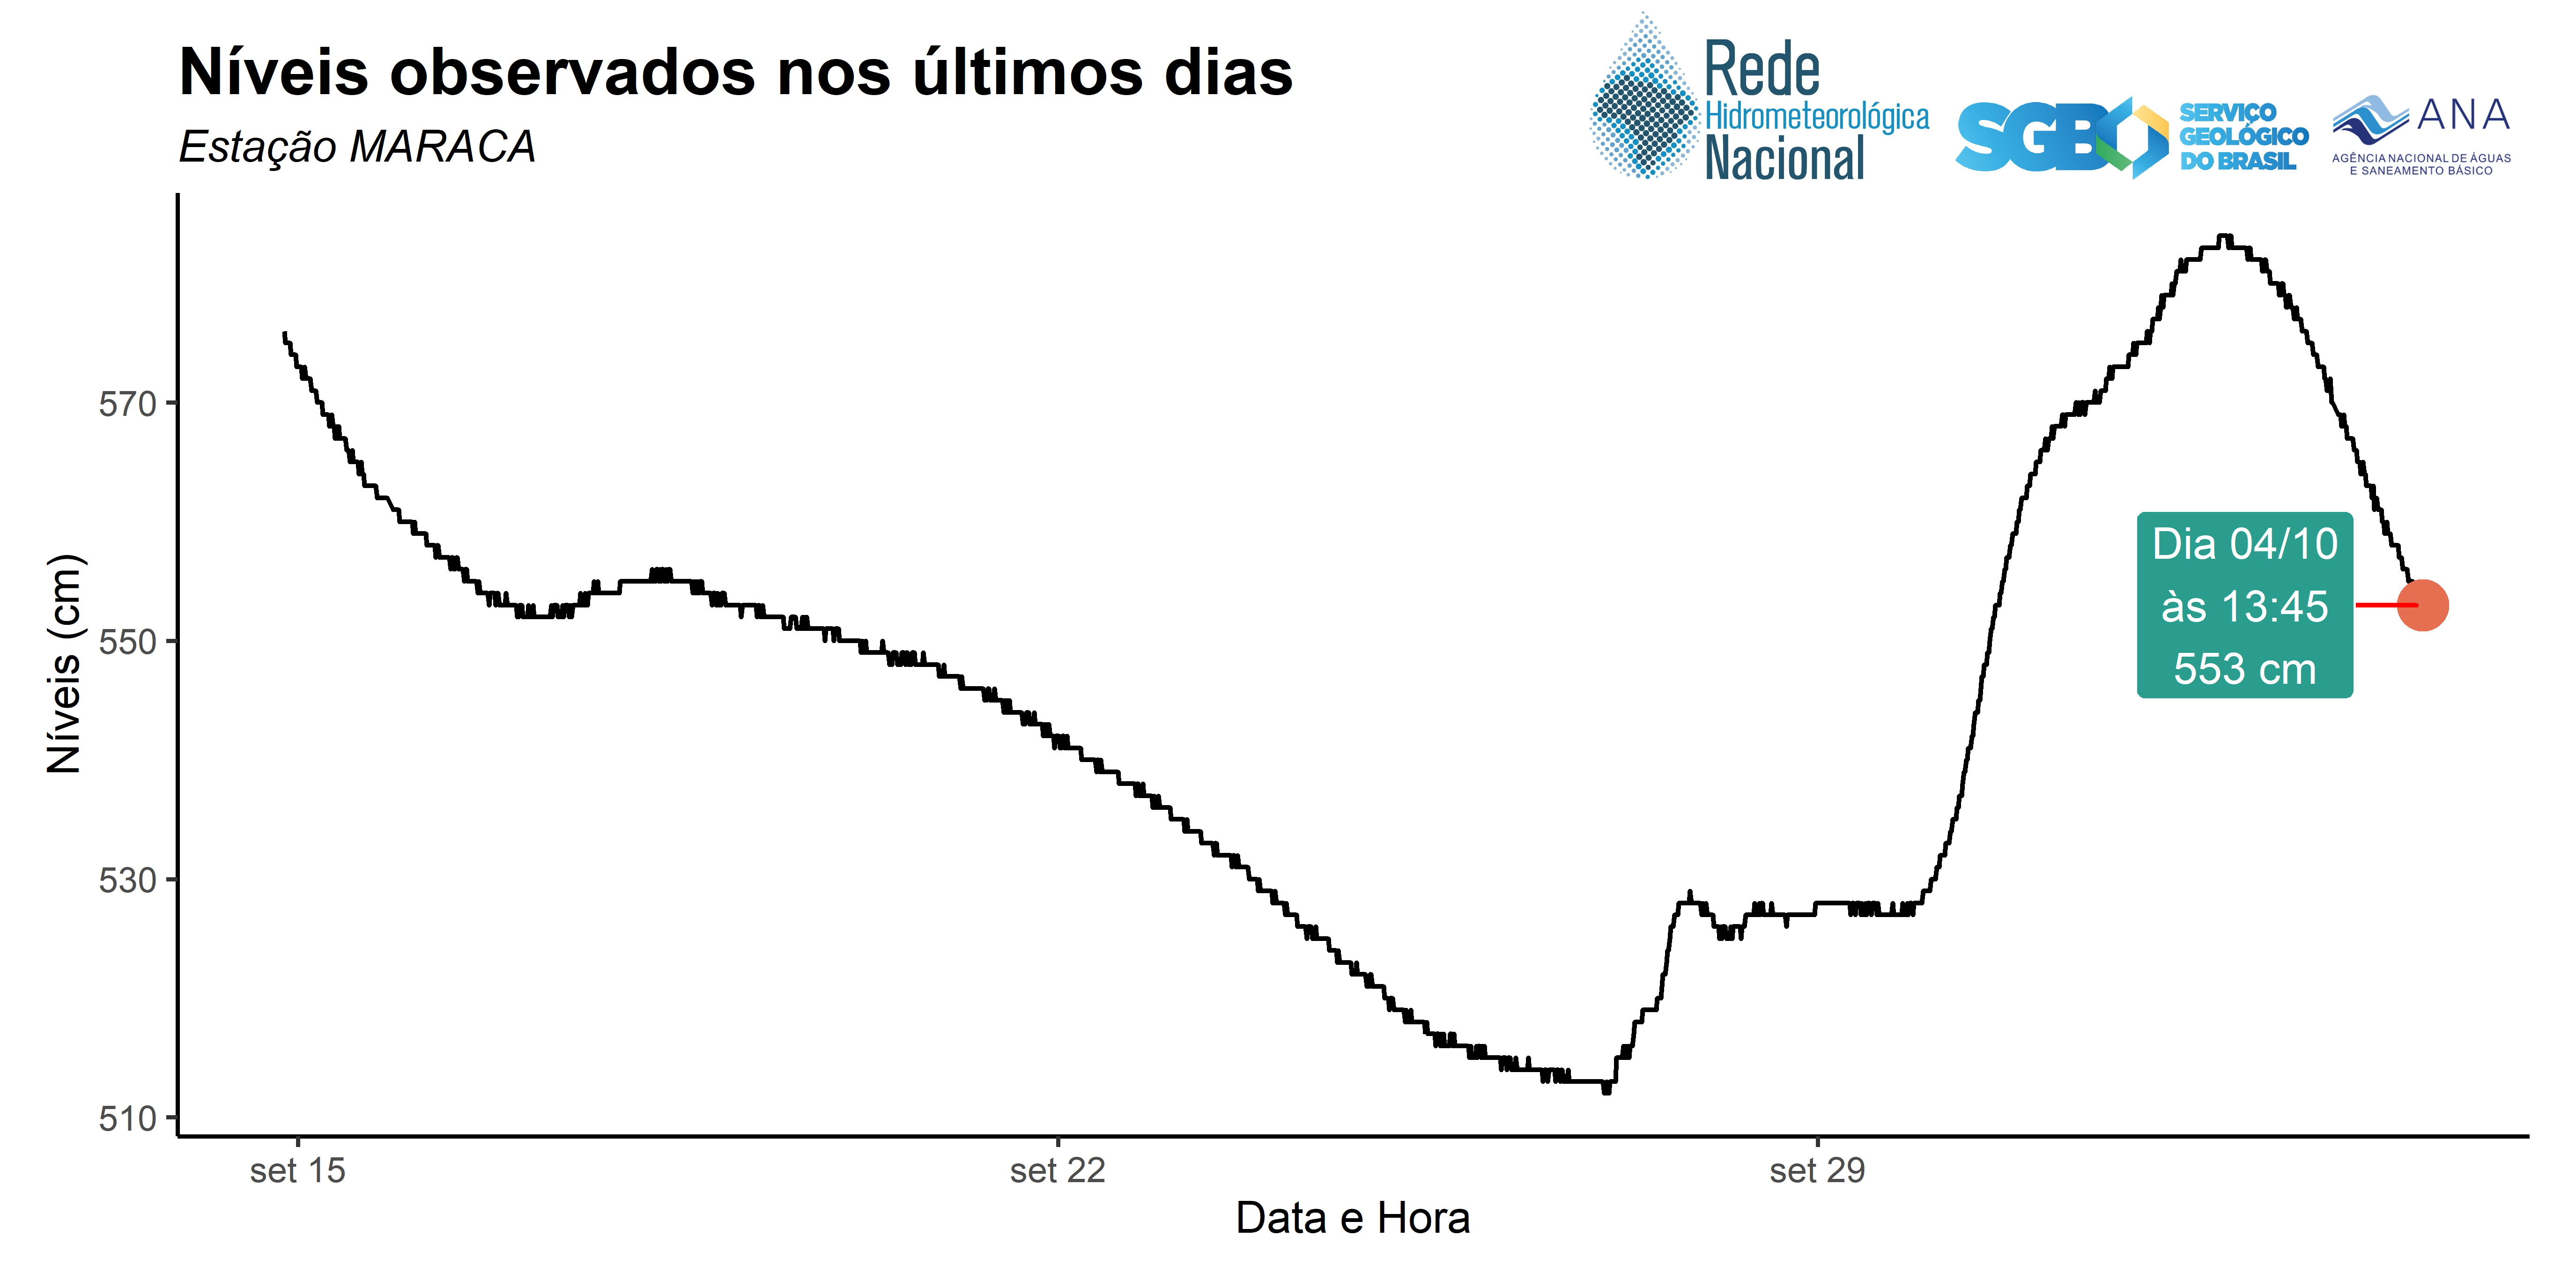 Níveis observados nos últimos dias
Estação MARACA
Rede
Hidrometeorológica
Nacional
SGB
SERVIÇO
GEOLÓGICO
DO BRASIL
ANA
AGÊNCIA NACIONAL DE ÁGUAS
E SANEAMENTO BÁSICO
Níveis (cm)
570
550
530
510
Dia 04/10
às 13:45
553 cm
set 15
set 22
set 29
Data e Hora